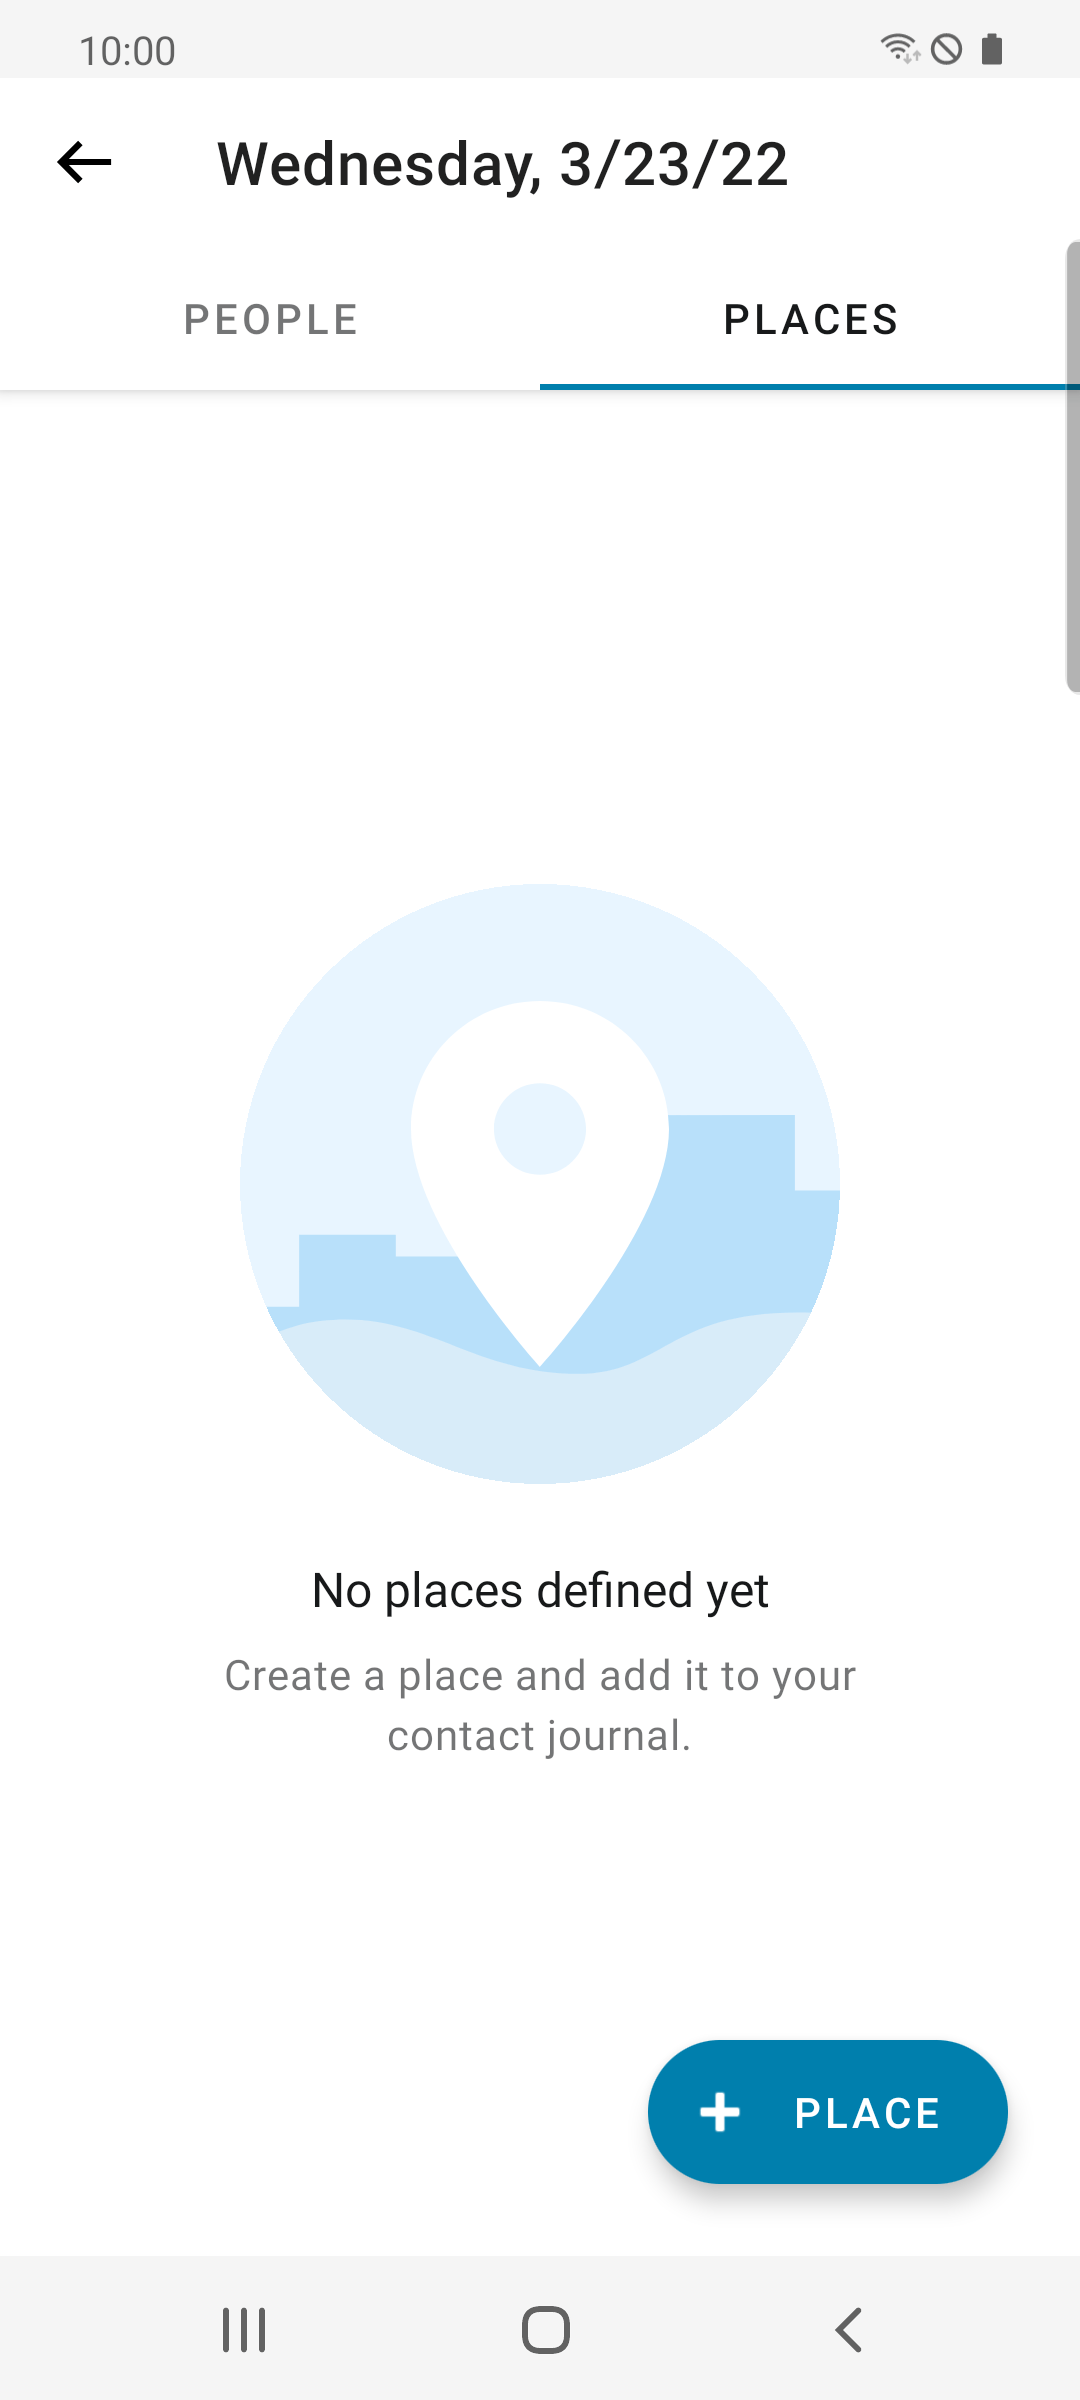 10:00
Wednesday, 3/23/22
PEOPLE
PLACES
No places defined yet
Create a place and add it to your
contact journal.
PLACE